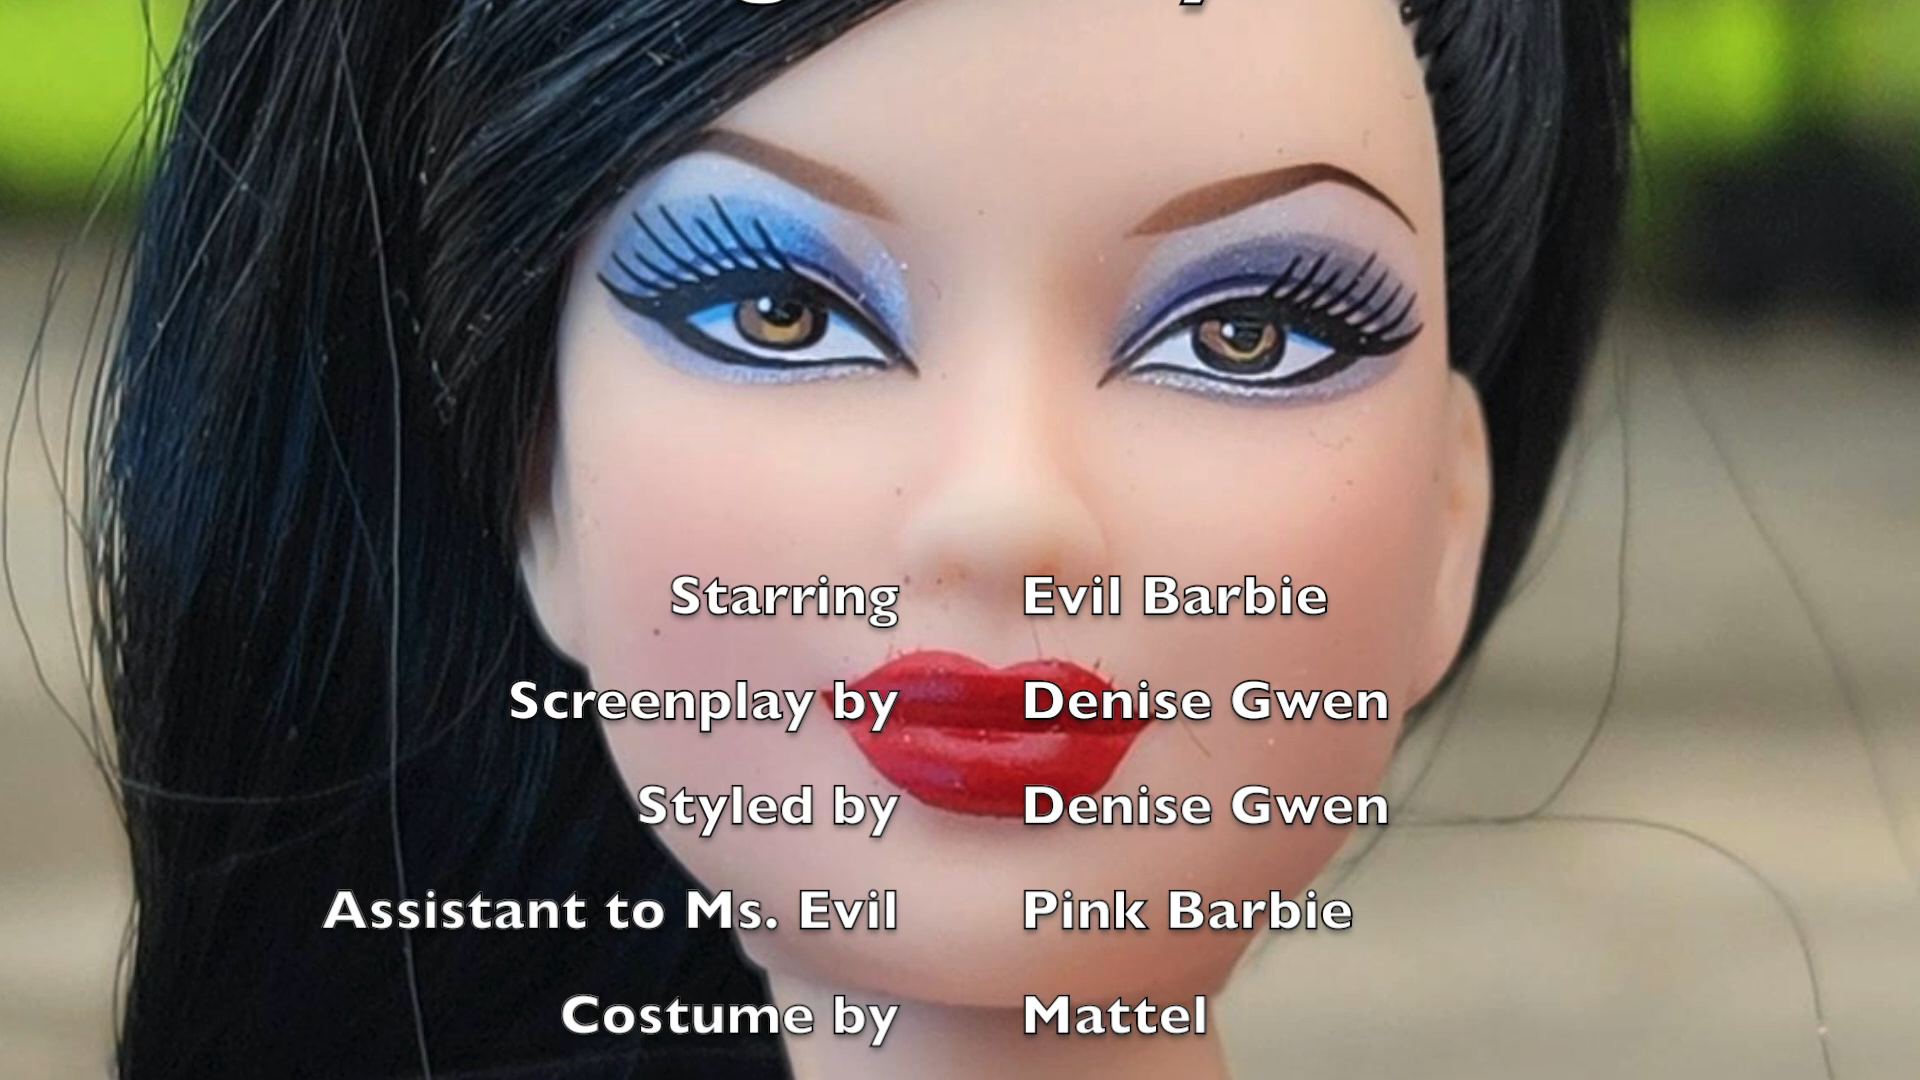 Starring Evil Barbie
Screenplay by Denise Gwen
Styled by Denise Gwen
Assistant to Ms. Evil Pink Barbie
Costume by Mattel